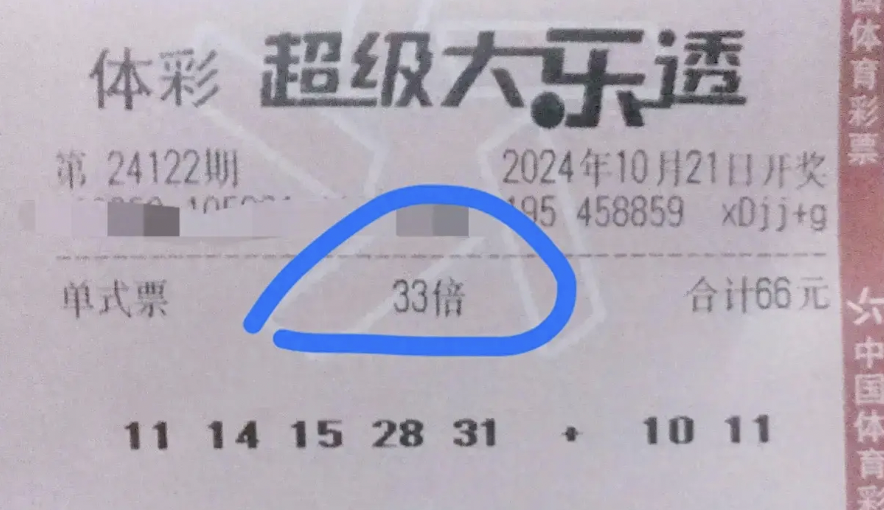 体彩 超级大乐透
第 24122期 2024年10月21日开奖
195 458859 xDjj+g
单式票 33倍 合计66元
11 14 15 28 31 + 10 11
国体育彩票
中国体育彩